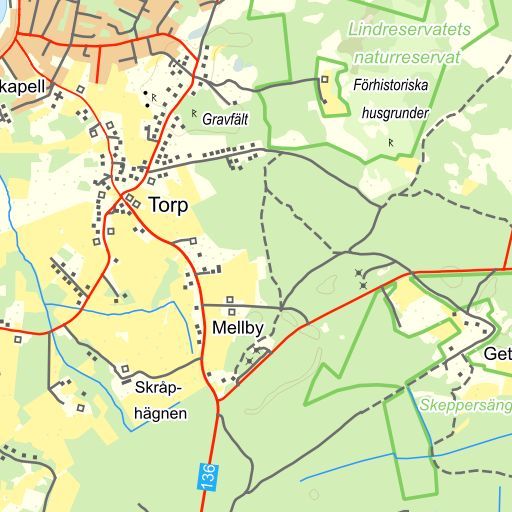 Lindreservatets
naturreservat
kapell
Förhistoriska
husgrunder
Gravfält
R
R
R
Torp
Mellby
Get
Skråp-
hägnen
Skeppersäng
136